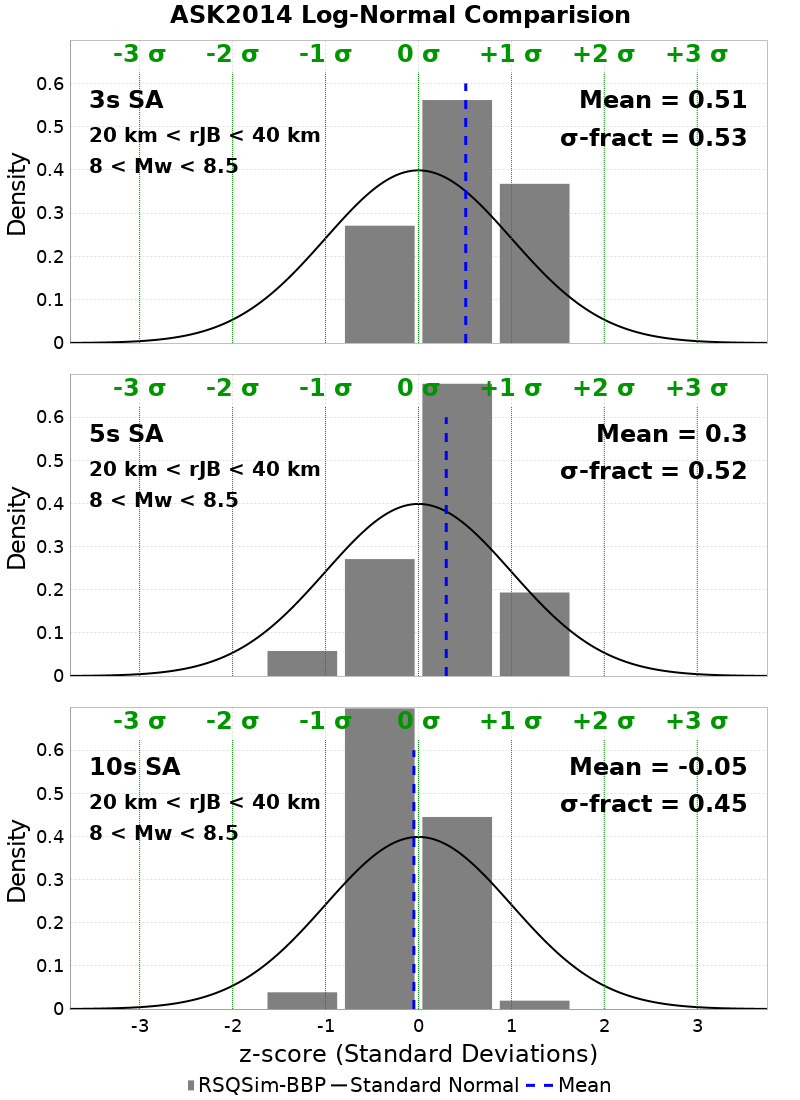 ASK2014 Log-Normal Comparision
-3 σ -2 σ -1 σ 0 σ +1 σ +2 σ +3 σ
3s SA
20 km < rJB < 40 km
8 < Mw < 8.5
Mean = 0.51
σ-fract = 0.53
Density
0.6
0.5
0.4
0.3
0.2
0.1
0
-3 σ -2 σ -1 σ 0 σ +1 σ +2 σ +3 σ
5s SA
20 km < rJB < 40 km
8 < Mw < 8.5
Mean = 0.3
σ-fract = 0.52
Density
0.6
0.5
0.4
0.3
0.2
0.1
0
-3 σ -2 σ -1 σ 0 σ +1 σ +2 σ +3 σ
10s SA
20 km < rJB < 40 km
8 < Mw < 8.5
Mean = -0.05
σ-fract = 0.45
Density
0.6
0.5
0.4
0.3
0.2
0.1
0
-3 -2 -1 0 1 2 3
z-score (Standard Deviations)
RSQSim-BBP Standard Normal Mean